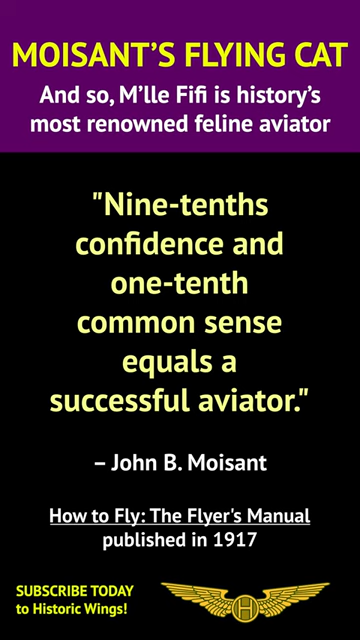 MOISANT’S FLYING CAT
And so, M’lle Fifi is history’s
most renowned feline aviator
"Nine-tenths
confidence and
one-tenth
common sense
equals a
successful aviator."
– John B. Moisant
How to Fly: The Flyer's Manual
published in 1917
SUBSCRIBE TODAY
to Historic Wings!
H